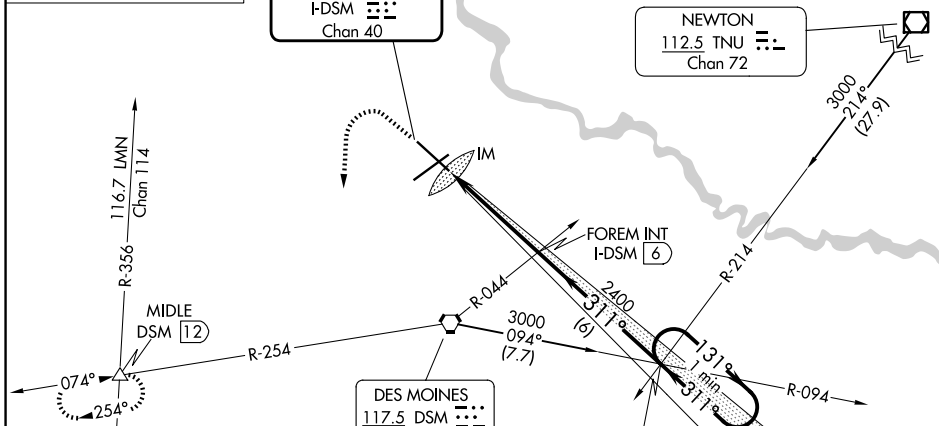 I-DSM
Chan 40
NEWTON
112.5 TNU
Chan 72
3000
214°
(27.9)
116.7 LMN
Chan 114
R-356
IM
FOREM INT
I-DSM 6
R-214
R-044
2400
311°
(6)
MIDLE
DSM 12
R-254
3000
094°
(7.7)
131°
1 min
311°
R-094
074°
254°
DES MOINES
117.5 DSM